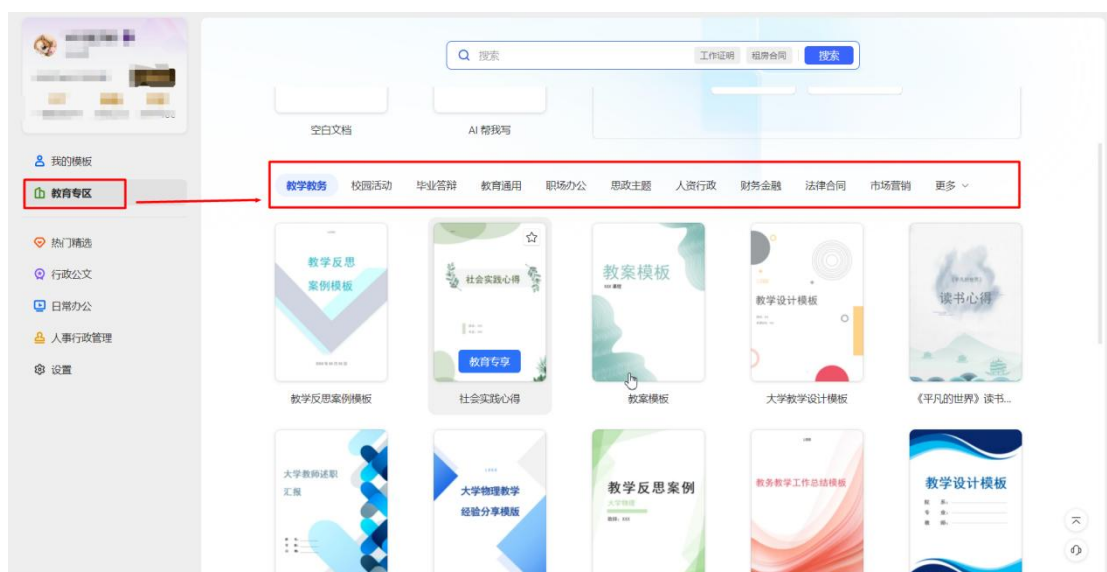 搜索 工作证明 租房合同 搜索
空白文档 AI 帮我写
我的模板
教育专区
热门精选
行政公文
日常办公
人事行政管理
设置
教学教务 校园活动 毕业答辩 教育通用 职场办公 思政主题 人资行政 财务金融 法律合同 市场营销 更多
教学反思
案例模板
社会实践心得
教育专享
教案模板
教学设计模板
读书心得
教学反思案例模板 社会实践心得 教案模板 大学教学设计模板 《平凡的世界》读书...
大学教师述职
汇报
大学物理教学
经验分享模版
教学反思案例
大学物理
教务教学工作总结模板
教学设计模板